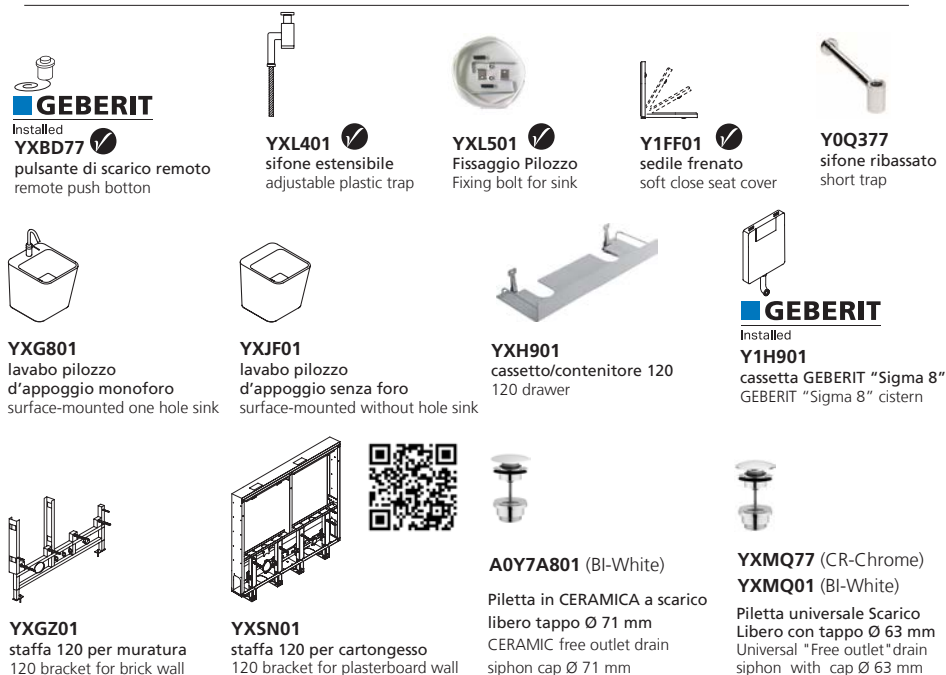 GEBERIT
Installed
YXBD77
pulsante di scarico remoto
remote push botton
YXL401
sifone estensibile
adjustable plastic trap
YXL501
Fissaggio Pilozzo
Fixing bolt for sink
Y1FF01
sedile frenato
soft close seat cover
Y0Q377
sifone ribassato
short trap
YXG801
lavabo pilozzo
d'appoggio monoforo
surface-mounted one hole sink
YXJF01
lavabo pilozzo
d'appoggio senza foro
surface-mounted without hole sink
YXH901
cassetto/contenitore 120
120 drawer
GEBERIT
Installed
Y1H901
cassetta GEBERIT "Sigma 8"
GEBERIT "Sigma 8" cistern
YXGZ01
staffa 120 per muratura
120 bracket for brick wall
YXSN01
staffa 120 per cartongesso
120 bracket for plasterboard wall
A0Y7A801 (BI-White)
Piletta in CERAMICA a scarico
libero tappo Ø 71 mm
CERAMIC free outlet drain
siphon cap Ø 71 mm
YXMQ77 (CR-Chrome)
YXMQ01 (BI-White)
Piletta universale Scarico
Libero con tappo Ø 63 mm
Universal "Free outlet"drain
siphon with cap Ø 63 mm